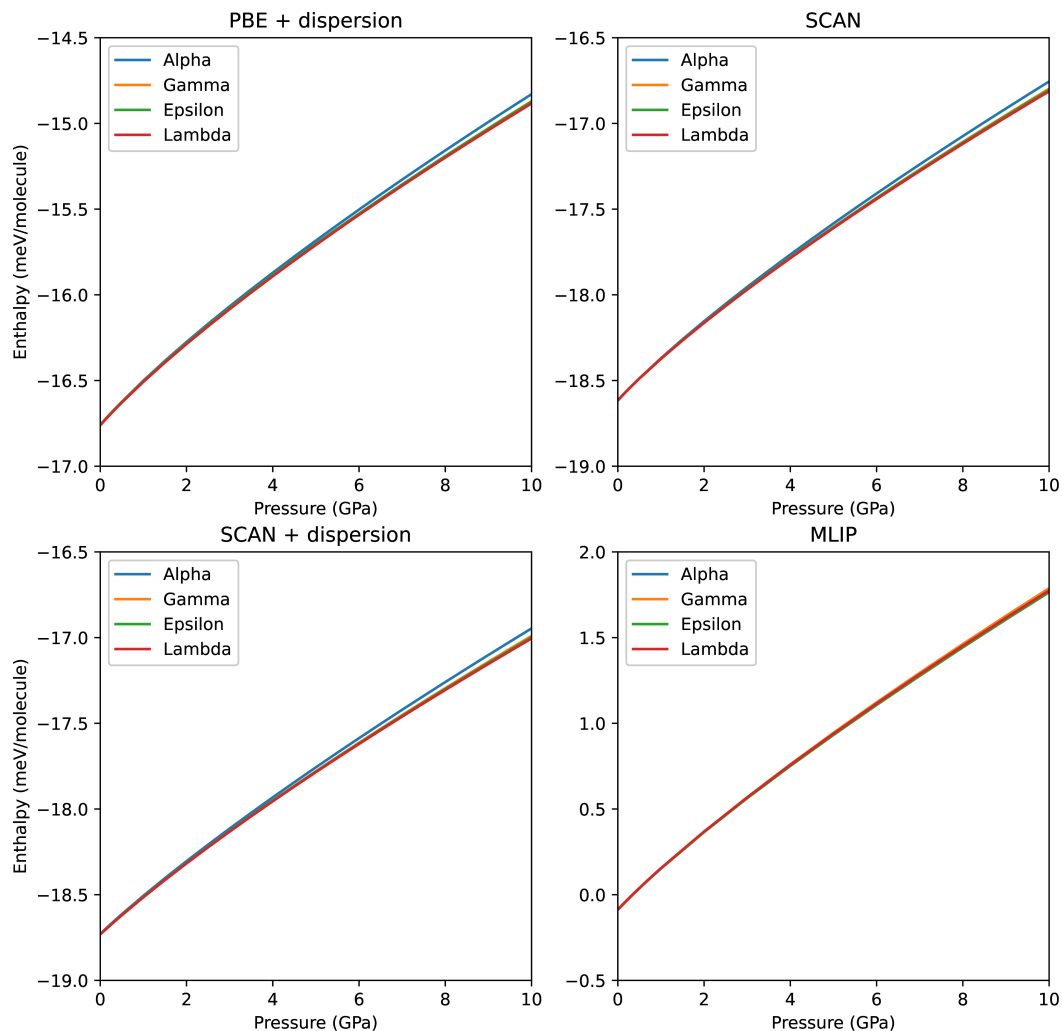 PBE + dispersion
−14.5
−15.0
−15.5
−16.0
−16.5
−17.0
Enthalpy (meV/molecule)
Alpha
Gamma
Epsilon
Lambda
0 2 4 6 8 10
Pressure (GPa)
SCAN
−16.5
−17.0
−17.5
−18.0
−18.5
−19.0
Alpha
Gamma
Epsilon
Lambda
0 2 4 6 8 10
Pressure (GPa)
SCAN + dispersion
−16.5
−17.0
−17.5
−18.0
−18.5
−19.0
Enthalpy (meV/molecule)
Alpha
Gamma
Epsilon
Lambda
0 2 4 6 8 10
Pressure (GPa)
MLIP
2.0
1.5
1.0
0.5
0.0
−0.5
Alpha
Gamma
Epsilon
Lambda
0 2 4 6 8 10
Pressure (GPa)